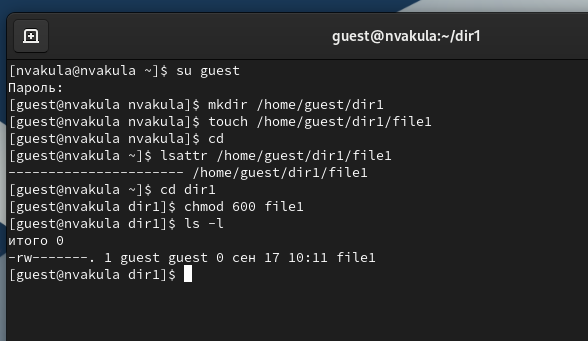 guest@nvakula:~/dir1
[nvakula@nvakula ~]$ su guest
Пароль:
[guest@nvakula nvakula]$ mkdir /home/guest/dir1
[guest@nvakula nvakula]$ touch /home/guest/dir1/file1
[guest@nvakula nvakula]$ cd
[guest@nvakula ~]$ lsattr /home/guest/dir1/file1
---------------------- /home/guest/dir1/file1
[guest@nvakula ~]$ cd dir1
[guest@nvakula dir1]$ chmod 600 file1
[guest@nvakula dir1]$ ls -l
итого 0
-rw-------. 1 guest guest 0 сен 17 10:11 file1
[guest@nvakula dir1]$